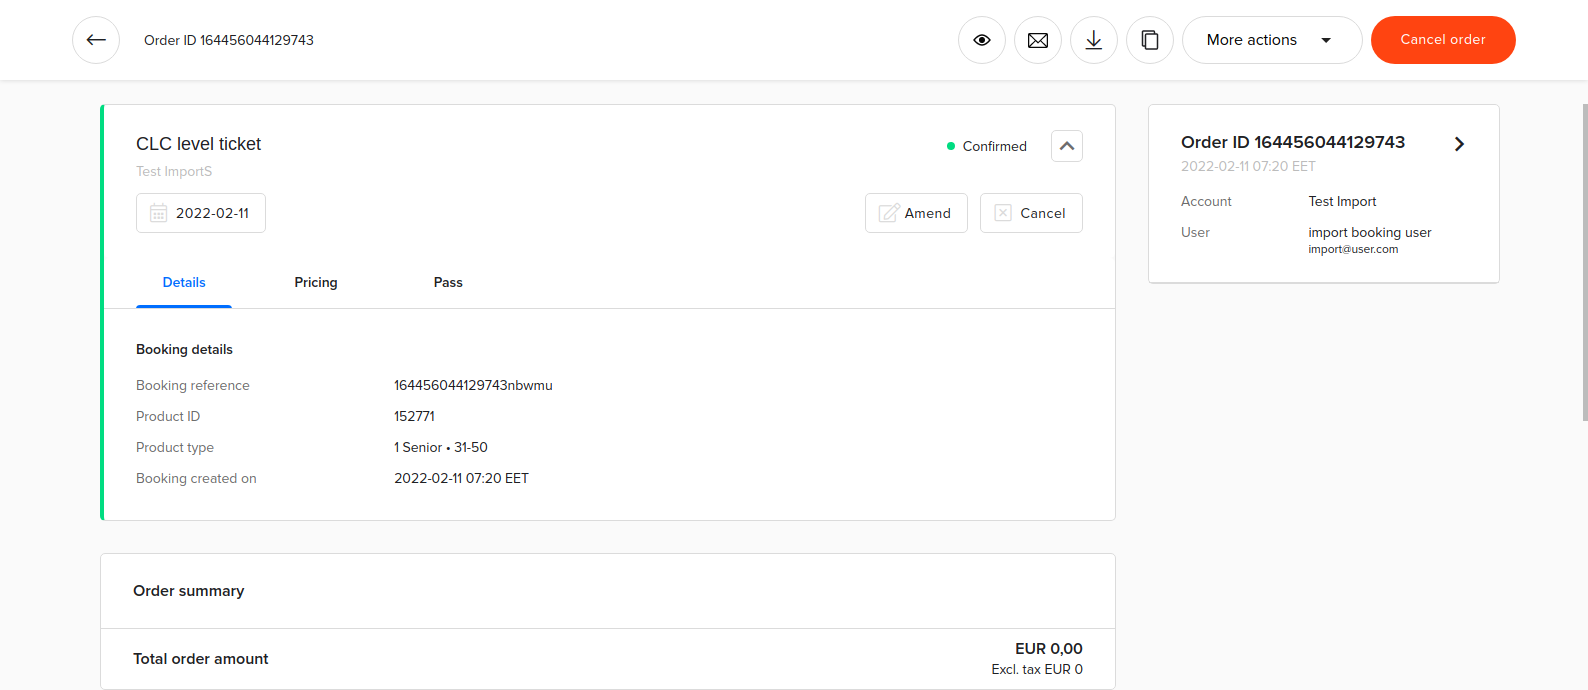 Order ID 164456044129743
More actions
Cancel order
CLC level ticket
Confirmed
Test ImportS
2022-02-11
Amend
Cancel
Details
Pricing
Pass
Booking details
Booking reference 164456044129743nbwmu
Product ID 152771
Product type 1 Senior • 31-50
Booking created on 2022-02-11 07:20 EET
Order summary
Total order amount EUR 0,00
Excl. tax EUR 0
Order ID 164456044129743
2022-02-11 07:20 EET
Account Test Import
User import booking user
import@user.com